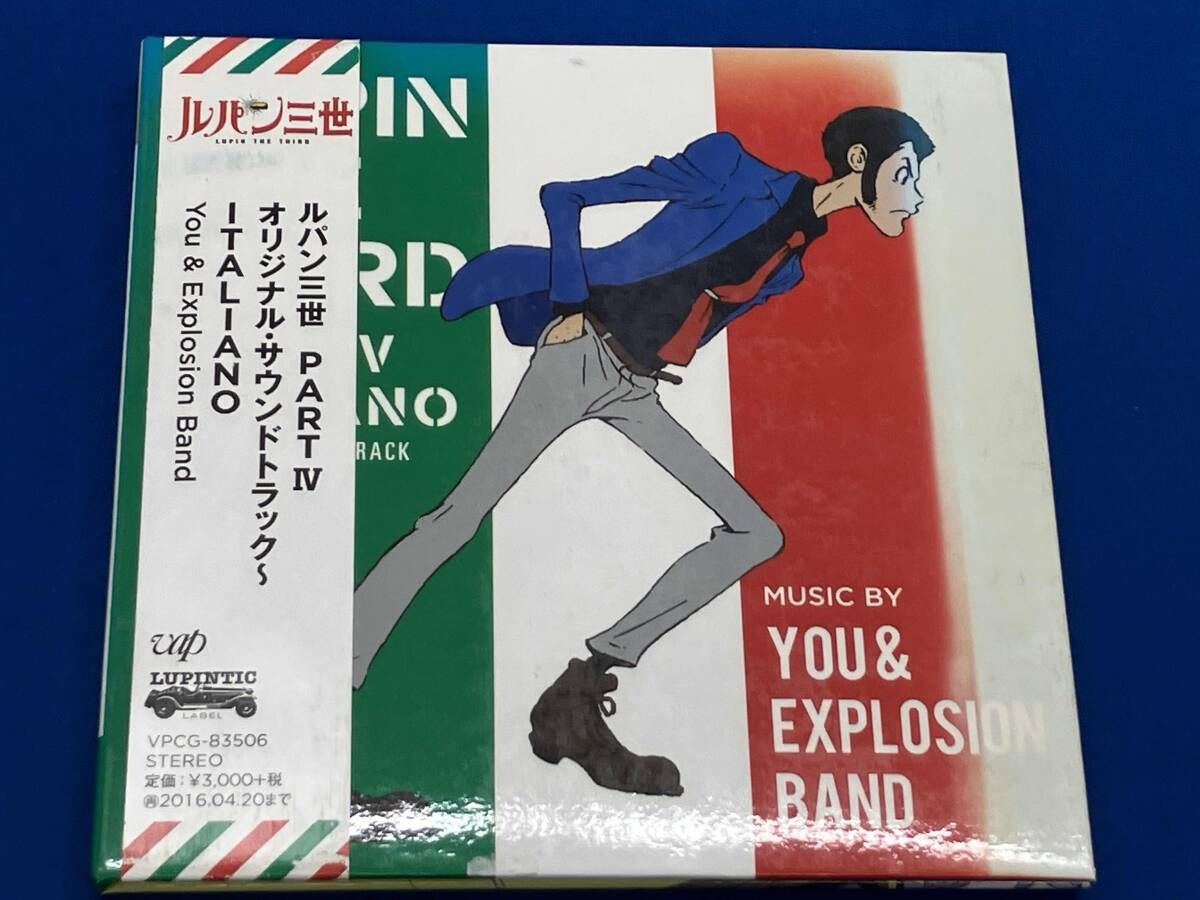 ルパン三世
LUPIN THE THIRD
ルパン三世 PART IV
オリジナル・サウンドトラック～
ITALIANO
You & Explosion Band
vap
LUPINTIC
LABEL
VPCG-83506
STEREO
定価:¥3,000+税
2016.04.20まで
PIN
RD
V
ANO
RACK
MUSIC BY
YOU &
EXPLOSION
BAND